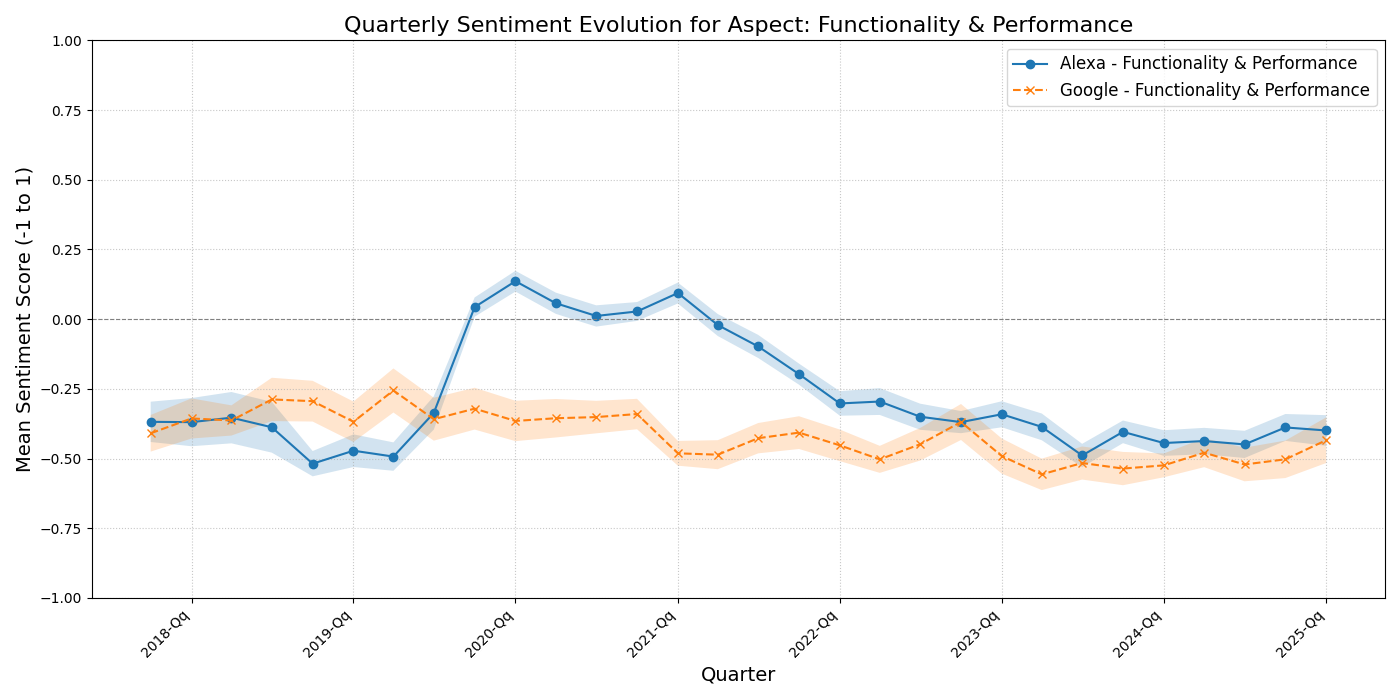 Quarterly Sentiment Evolution for Aspect: Functionality & Performance
Alexa - Functionality & Performance
Google - Functionality & Performance
Mean Sentiment Score (-1 to 1)
1.00
0.75
0.50
0.25
0.00
−0.25
−0.50
−0.75
−1.00
2018-Qq
2019-Qq
2020-Qq
2021-Qq
2022-Qq
2023-Qq
2024-Qq
2025-Qq
Quarter